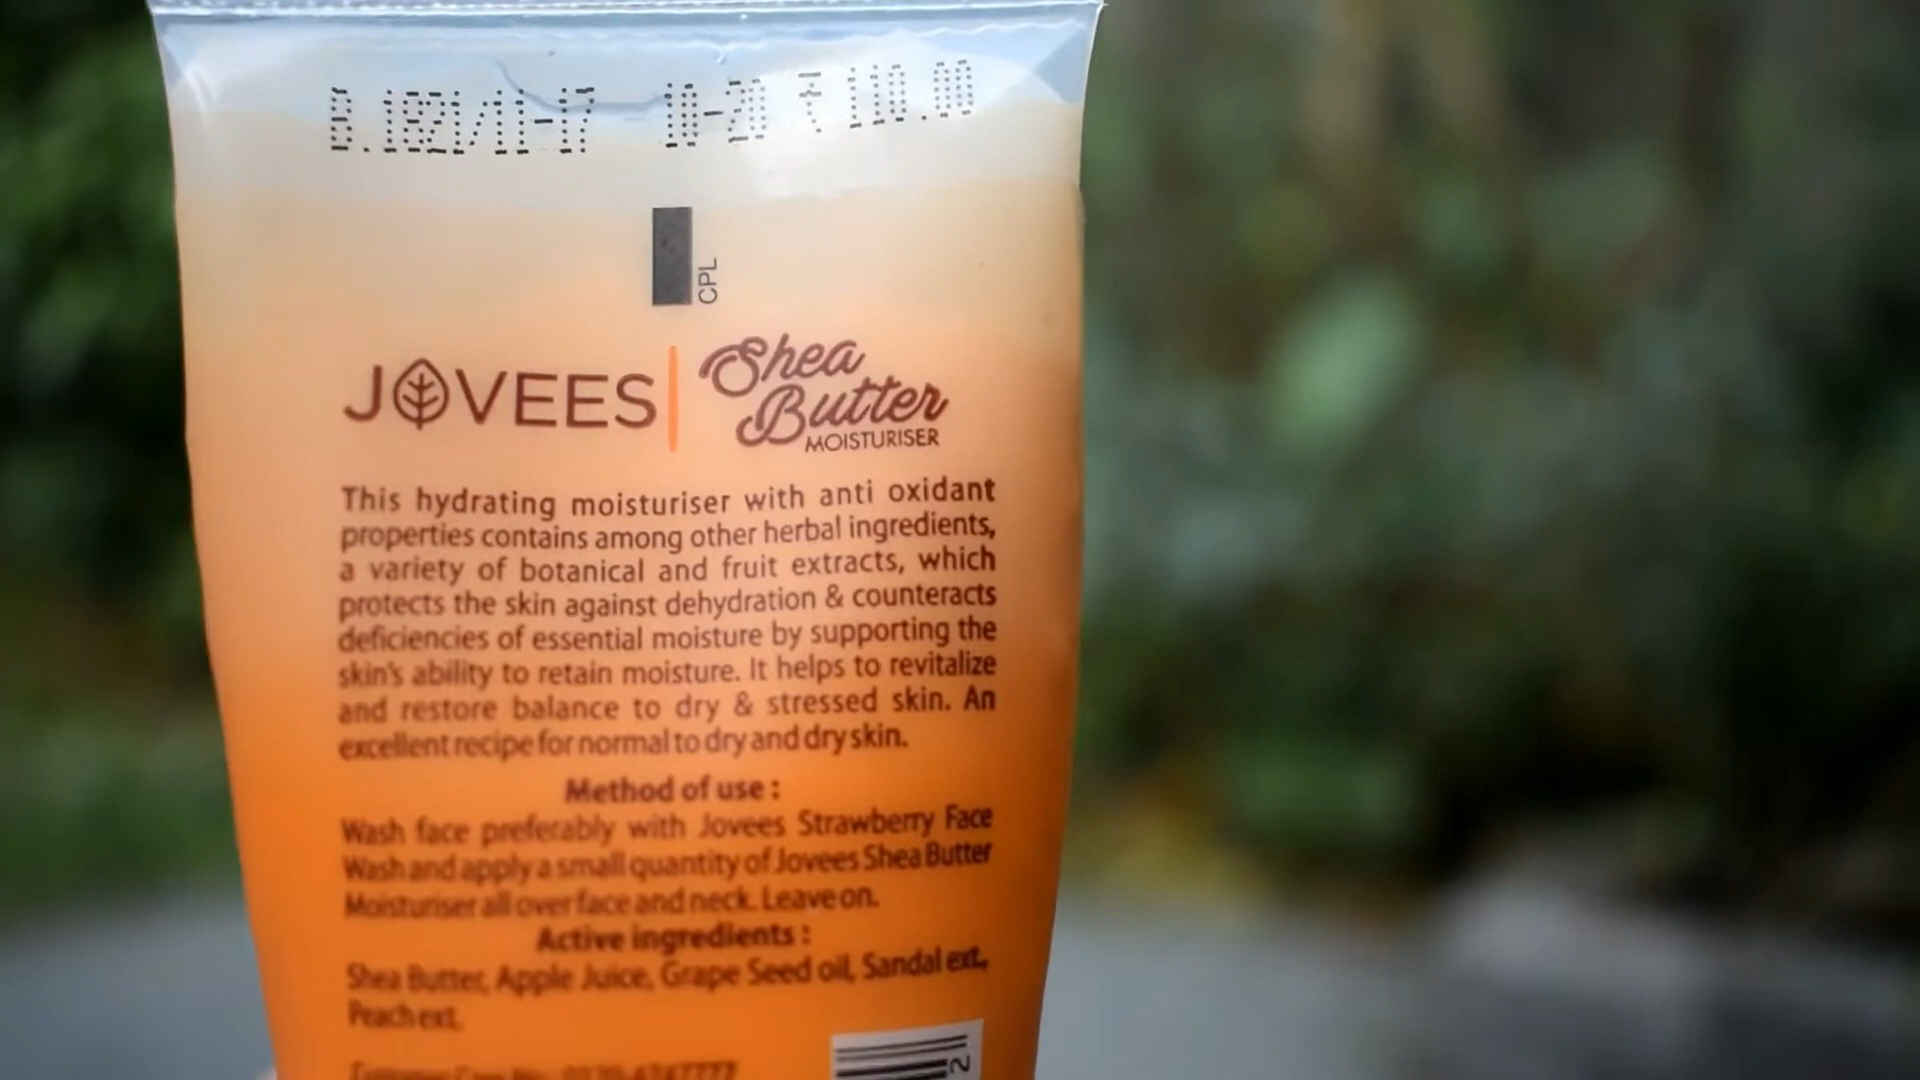 B.1821/11-17 10-20 ₹110.00
CPL
JOVEES
Shea
Butter
MOISTURISER
This hydrating moisturiser with anti oxidant
properties contains among other herbal ingredients,
a variety of botanical and fruit extracts, which
protects the skin against dehydration & counteracts
deficiencies of essential moisture by supporting the
skin's ability to retain moisture. It helps to revitalize
and restore balance to dry & stressed skin. An
excellent recipe for normal to dry and dry skin.
Method of use :
Wash face preferably with Jovees Strawberry Face
Wash and apply a small quantity of Jovees Shea Butter
Moisturiser all over face and neck. Leave on.
Active ingredients :
Shea Butter, Apple Juice, Grape Seed oil, Sandal ext.,
Peach ext.
Customer Care No.:
2